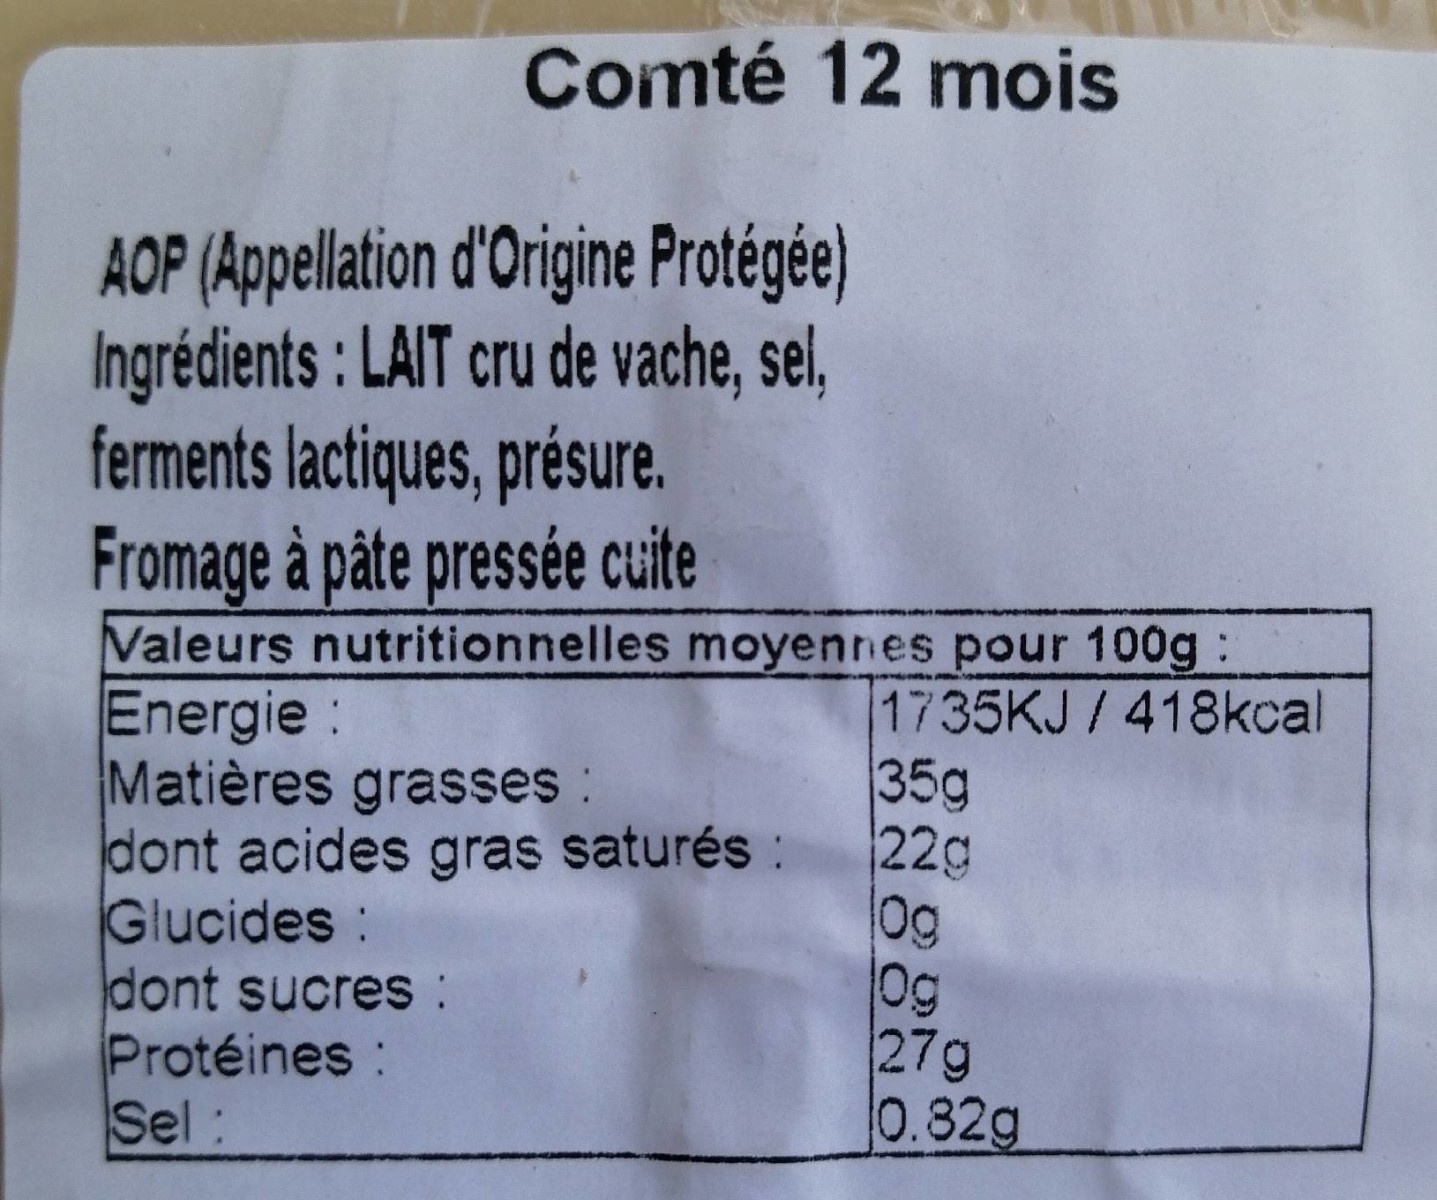 Comté 12 mois
AOP (Appellation d'Origine Protégée)
Ingrédients : LAIT cru de vache, sel,
ferments lactiques, présure.
Fromage à pâte pressée cuite
Valeurs nutritionnelles moyennes pour 100g :
Energie : 1735KJ / 418kcal
Matières grasses : 35g
dont acides gras saturés : 22g
Glucides : 0g
dont sucres : 0g
Protéines : 27g
Sel : 0.82g